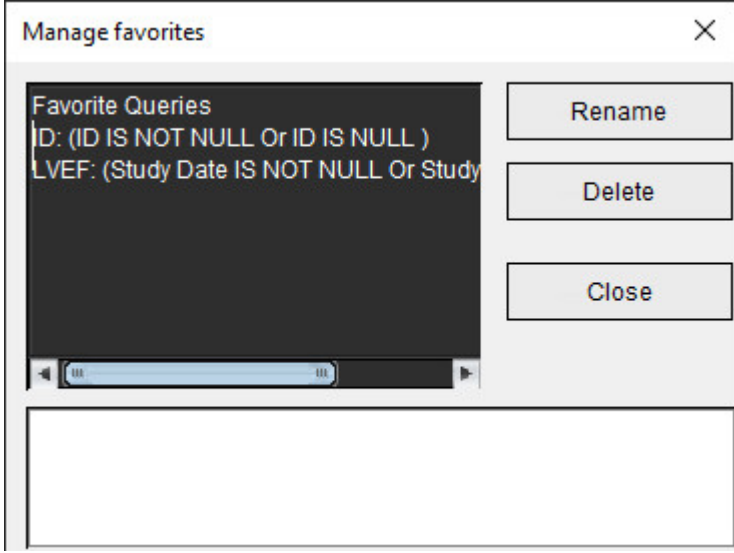 Manage favorites
Favorite Queries
ID: (ID IS NOT NULL Or ID IS NULL )
LVEF: (Study Date IS NOT NULL Or Study
Rename
Delete
Close